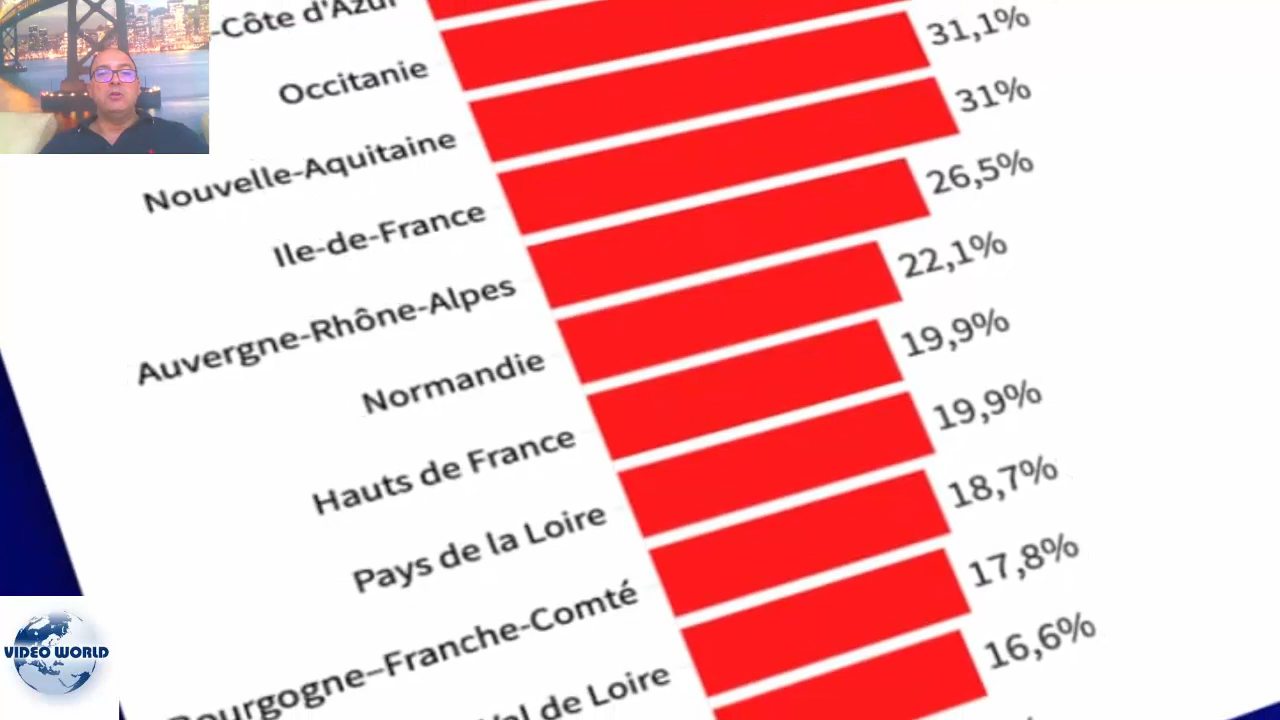 -Côte d'Azur
Occitanie
Nouvelle-Aquitaine 31,1%
Ile-de-France 31%
Auvergne-Rhône-Alpes 26,5%
Normandie 22,1%
Hauts de France 19,9%
Pays de la Loire 19,9%
Bourgogne–Franche-Comté 18,7%
Val de Loire 17,8%
16,6%
VIDEO WORLD